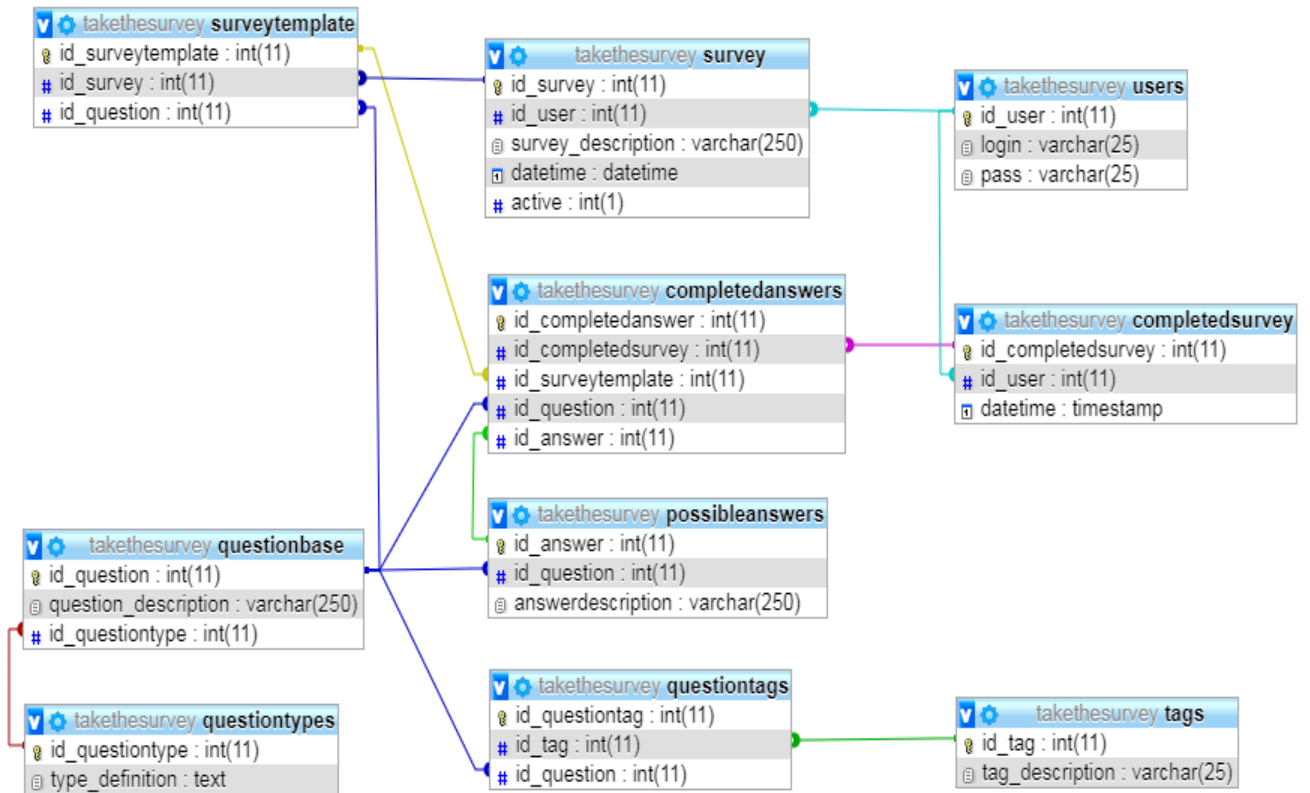 takethesurvey surveytemplate
id_surveytemplate : int(11)
id_survey : int(11)
id_question : int(11)
takethesurvey survey
id_survey : int(11)
id_user : int(11)
survey_description : varchar(250)
datetime : datetime
active : int(1)
takethesurvey users
id_user : int(11)
login : varchar(25)
pass : varchar(25)
takethesurvey completedanswers
id_completedanswer : int(11)
id_completedsurvey : int(11)
id_surveytemplate : int(11)
id_question : int(11)
id_answer : int(11)
takethesurvey completedsurvey
id_completedsurvey : int(11)
id_user : int(11)
datetime : timestamp
takethesurvey possibleanswers
id_answer : int(11)
id_question : int(11)
answerdescription : varchar(250)
takethesurvey questionbase
id_question : int(11)
question_description : varchar(250)
id_questiontype : int(11)
takethesurvey questiontypes
id_questiontype : int(11)
type_definition : text
takethesurvey questiontags
id_questiontag : int(11)
id_tag : int(11)
id_question : int(11)
takethesurvey tags
id_tag : int(11)
tag_description : varchar(25)